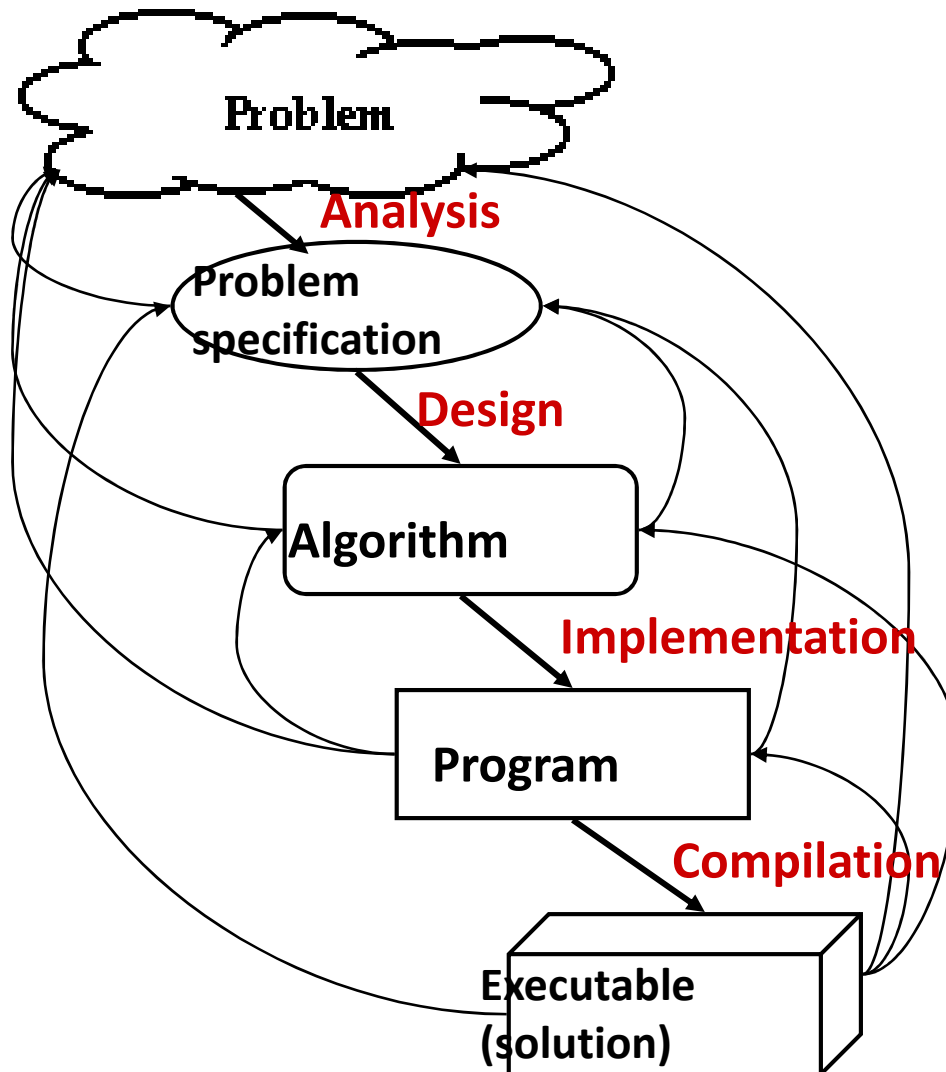 Problem
Analysis
Problem
specification
Design
Algorithm
Implementation
Program
Compilation
Executable
(solution)